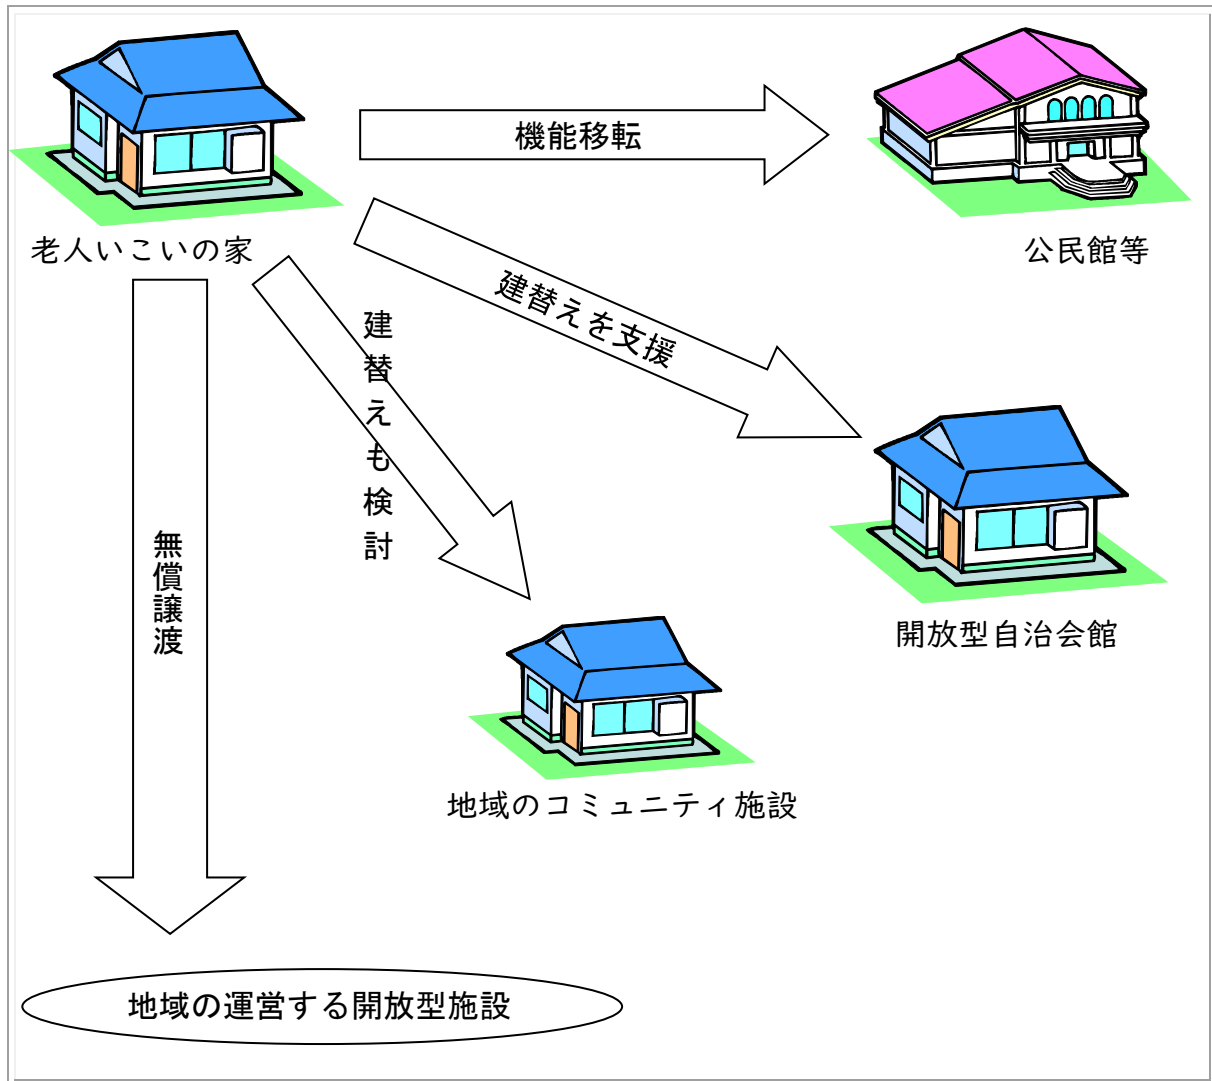 機能移転
老人いこいの家
公民館等
建替えを支援
建替えも検討
無償譲渡
開放型自治会館
地域のコミュニティ施設
地域の運営する開放型施設